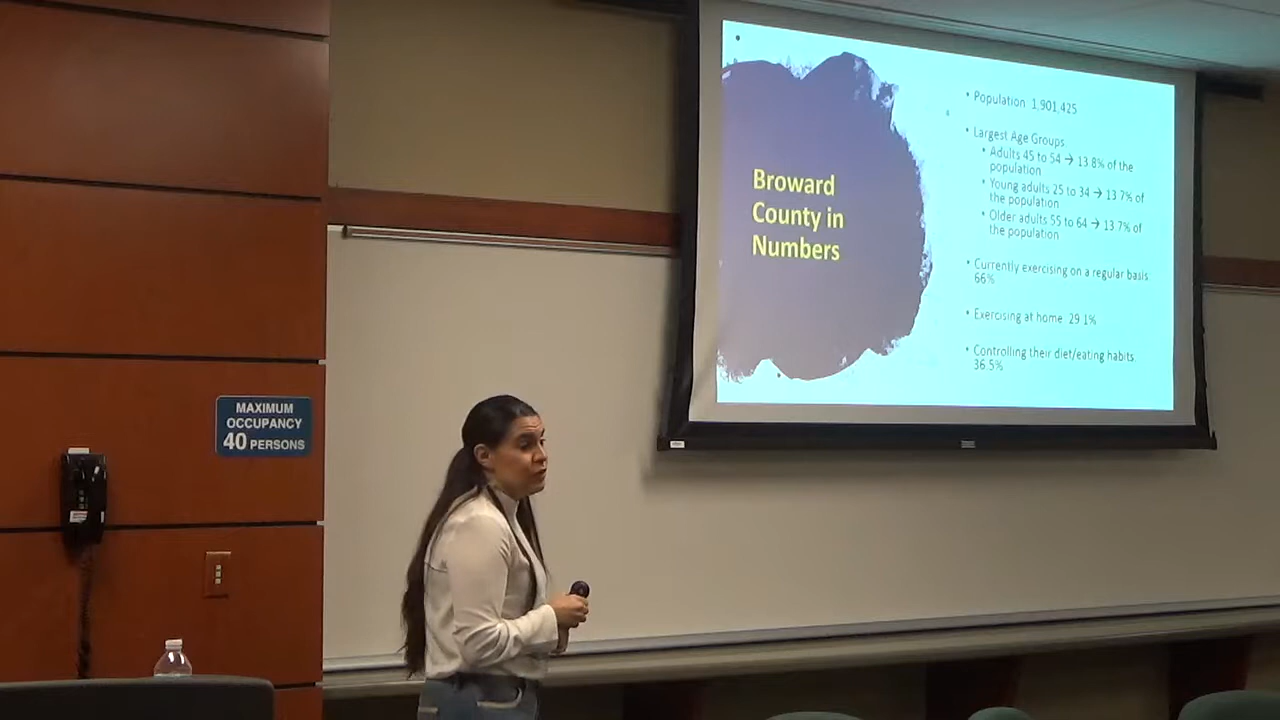 Broward
County in
Numbers
• Population 1,901,425
• Largest Age Groups
• Adults 45 to 54 → 13.8% of the
population
• Young adults 25 to 34 → 13.7% of
the population
• Older adults 55 to 64 → 13.7% of
the population
• Currently exercising on a regular basis
66%
• Exercising at home 29.1%
• Controlling their diet/eating habits
36.5%
MAXIMUM
OCCUPANCY
40 PERSONS